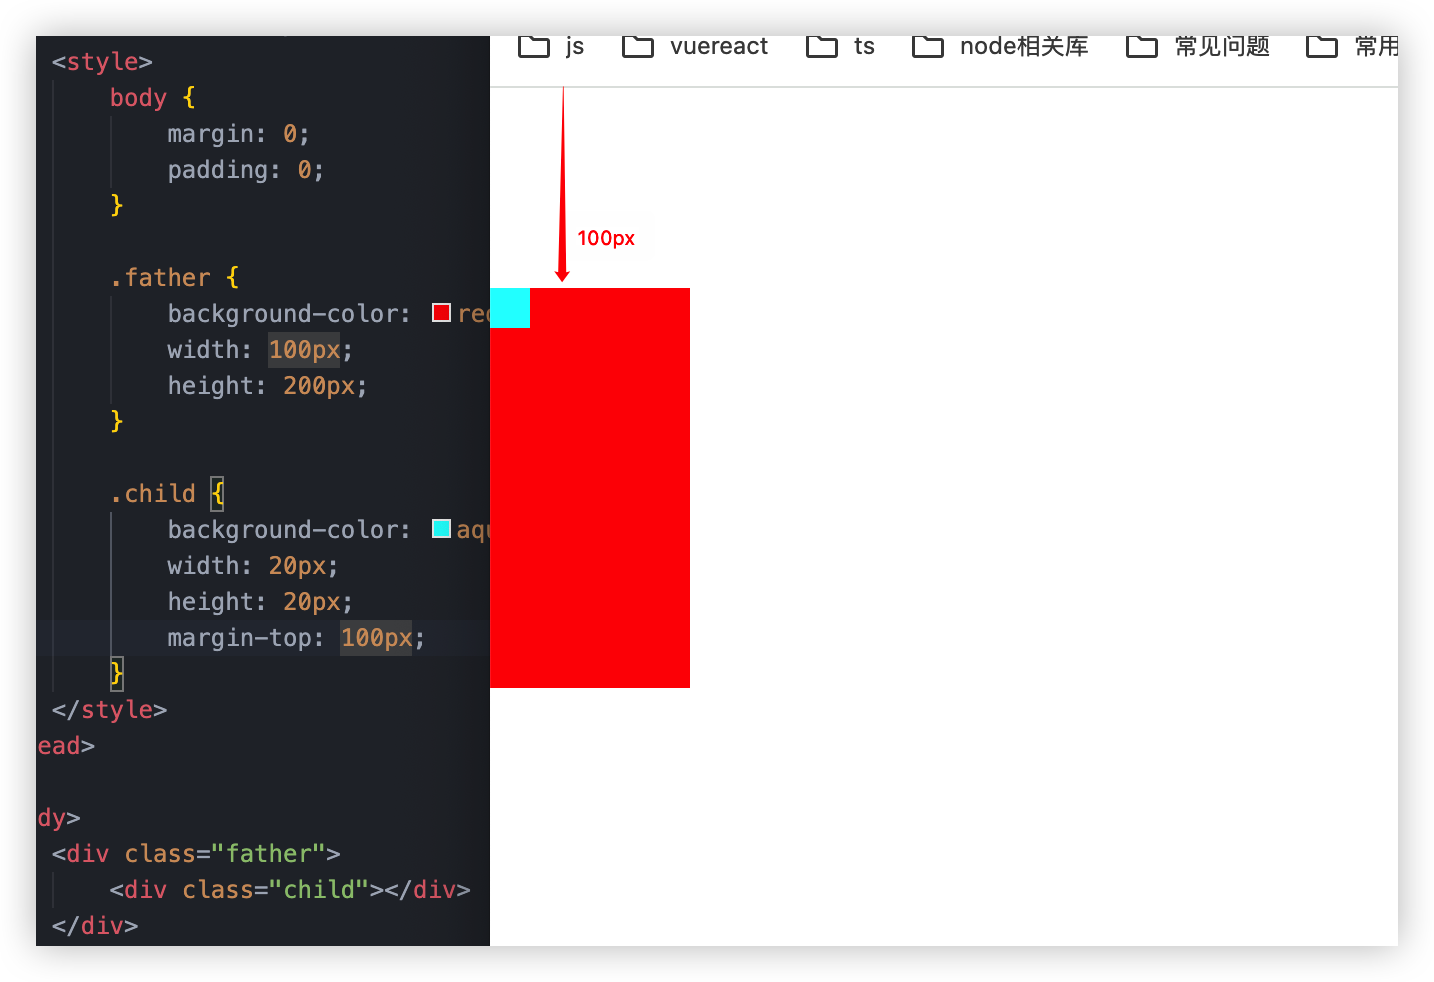 <style>
body {
margin: 0;
padding: 0;
}
.father {
background-color: red
width: 100px;
height: 200px;
}
.child {
background-color: aqu
width: 20px;
height: 20px;
margin-top: 100px;
}
</style>
ead>
dy>
<div class="father">
<div class="child"></div>
</div>
js vuereact ts node相关库 常见问题 常用
100px